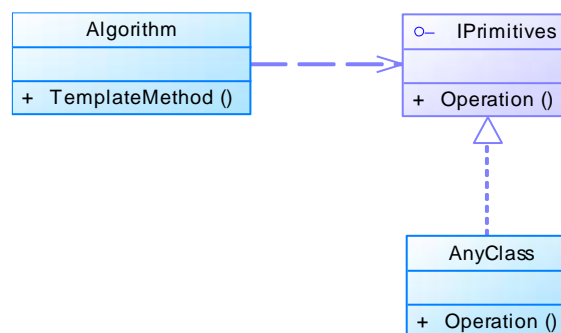 Algorithm
+ TemplateMethod ()
IPrimitives
+ Operation ()
AnyClass
+ Operation ()